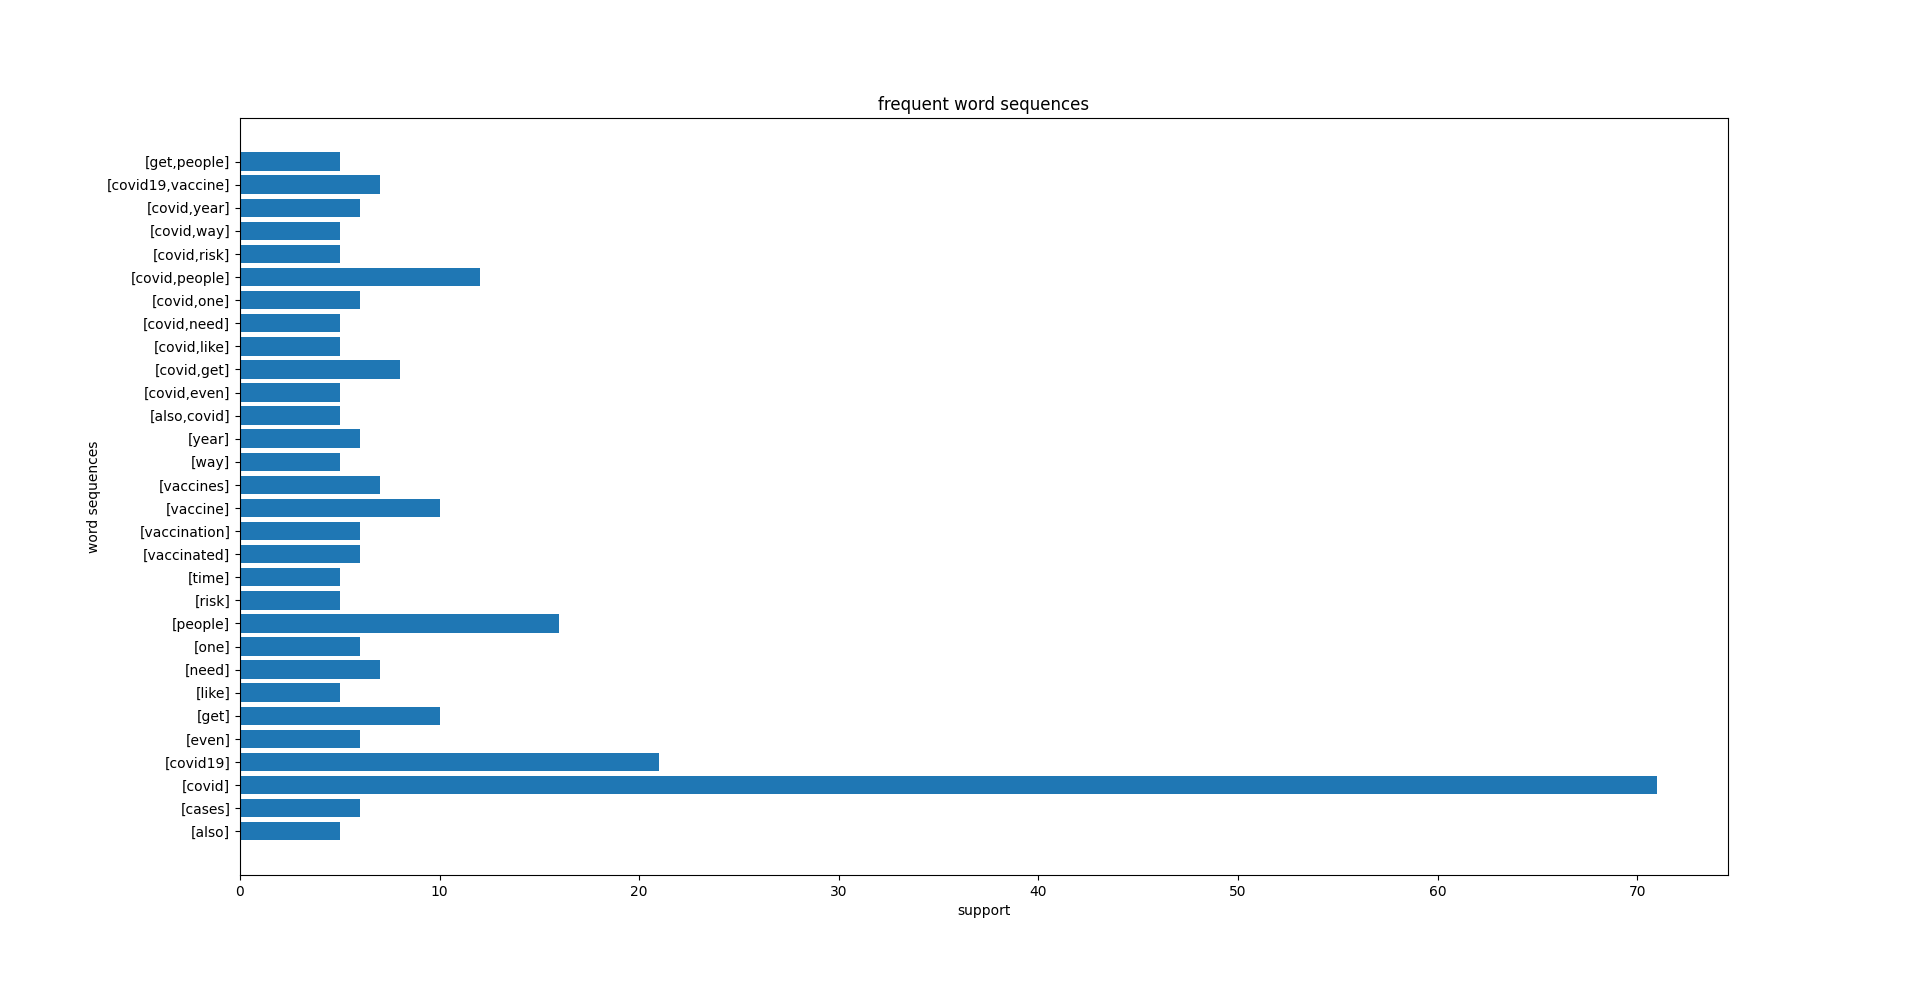 frequent word sequences
[get,people]
[covid19,vaccine]
[covid,year]
[covid,way]
[covid,risk]
[covid,people]
[covid,one]
[covid,need]
[covid,like]
[covid,get]
[covid,even]
[also,covid]
[year]
[way]
[vaccines]
[vaccine]
[vaccination]
[vaccinated]
[time]
[risk]
[people]
[one]
[need]
[like]
[get]
[even]
[covid19]
[covid]
[cases]
[also]
word sequences
0 10 20 30 40 50 60 70
support